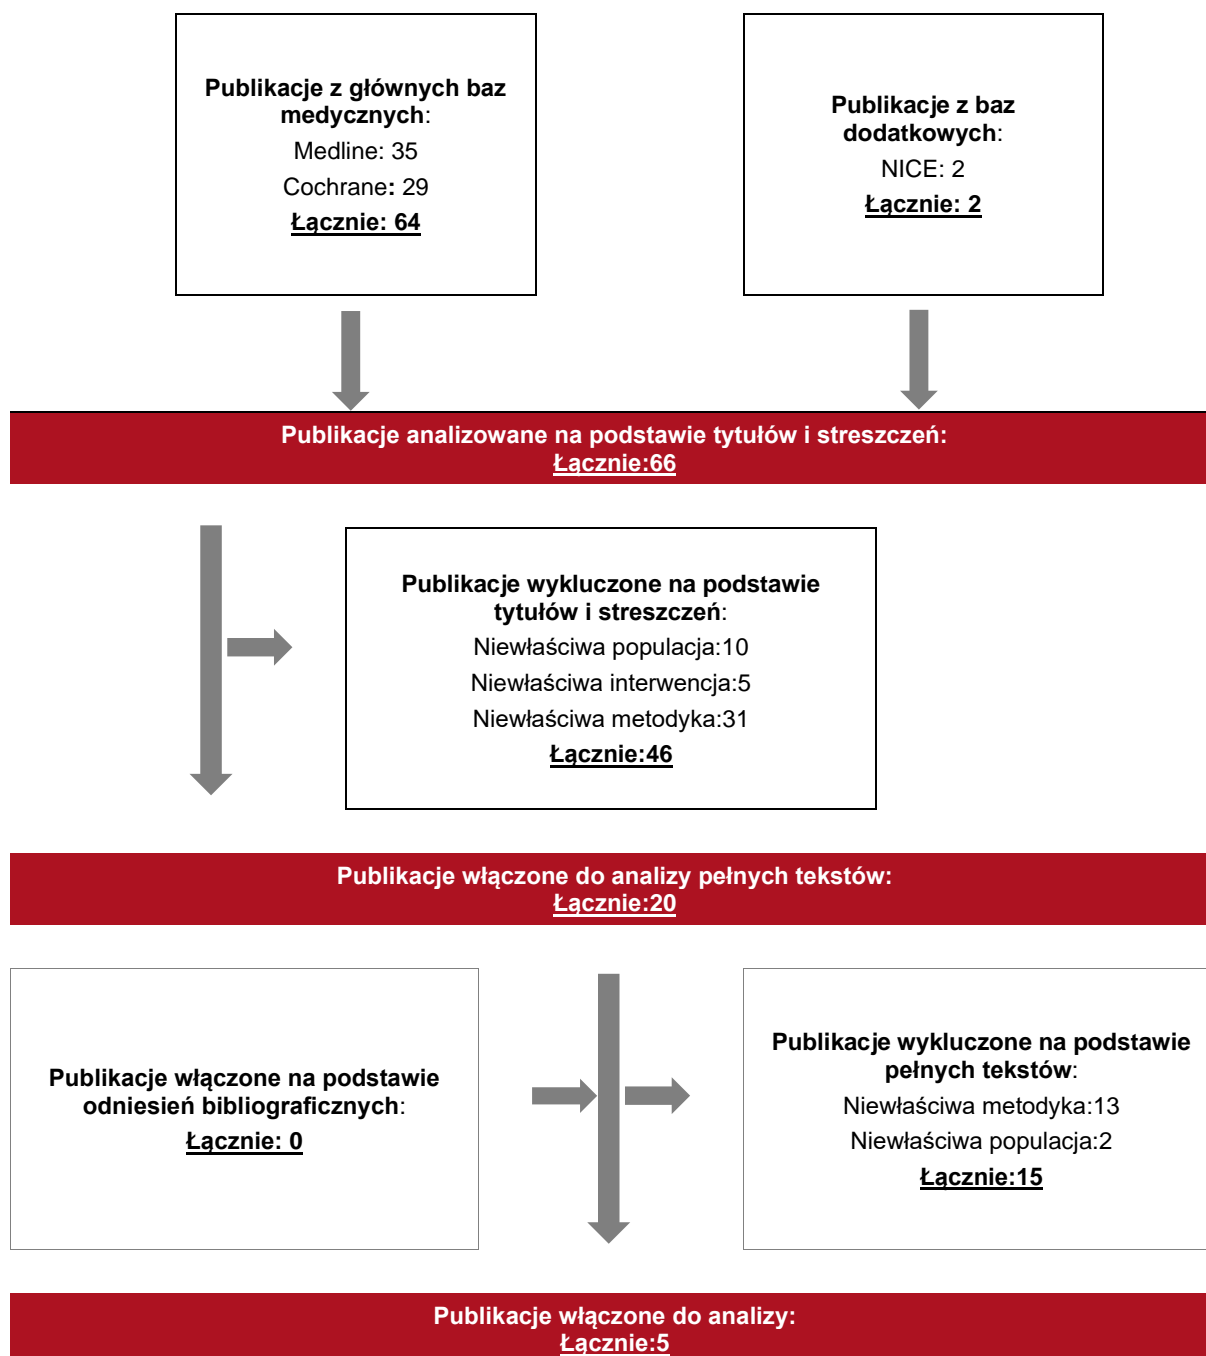 Publikacje z głównych baz
medycznych:
Medline: 35
Cochrane: 29
Łącznie: 64
Publikacje z baz
dodatkowych:
NICE: 2
Łącznie: 2
Publikacje analizowane na podstawie tytułów i streszczeń:
Łącznie:66
Publikacje wykluczone na podstawie
tytułów i streszczeń:
Niewłaściwa populacja:10
Niewłaściwa interwencja:5
Niewłaściwa metodyka:31
Łącznie:46
Publikacje włączone do analizy pełnych tekstów:
Łącznie:20
Publikacje włączone na podstawie
odniesień bibliograficznych:
Łącznie: 0
Publikacje wykluczone na podstawie
pełnych tekstów:
Niewłaściwa metodyka:13
Niewłaściwa populacja:2
Łącznie:15
Publikacje włączone do analizy:
Łącznie:5